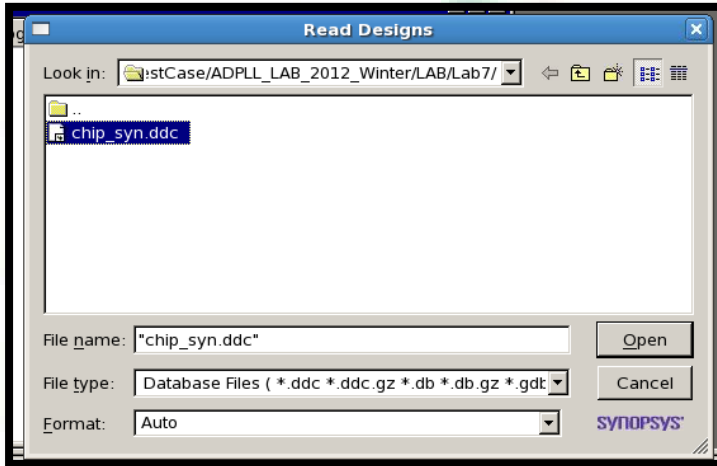 Read Designs
Look in: estCase/ADPLL_LAB_2012_Winter/LAB/Lab7/
..
chip_syn.ddc
File name: "chip_syn.ddc" Open
File type: Database Files ( *.ddc *.ddc.gz *.db *.db.gz *.gdb Cancel
Format: Auto SYNOPSYS